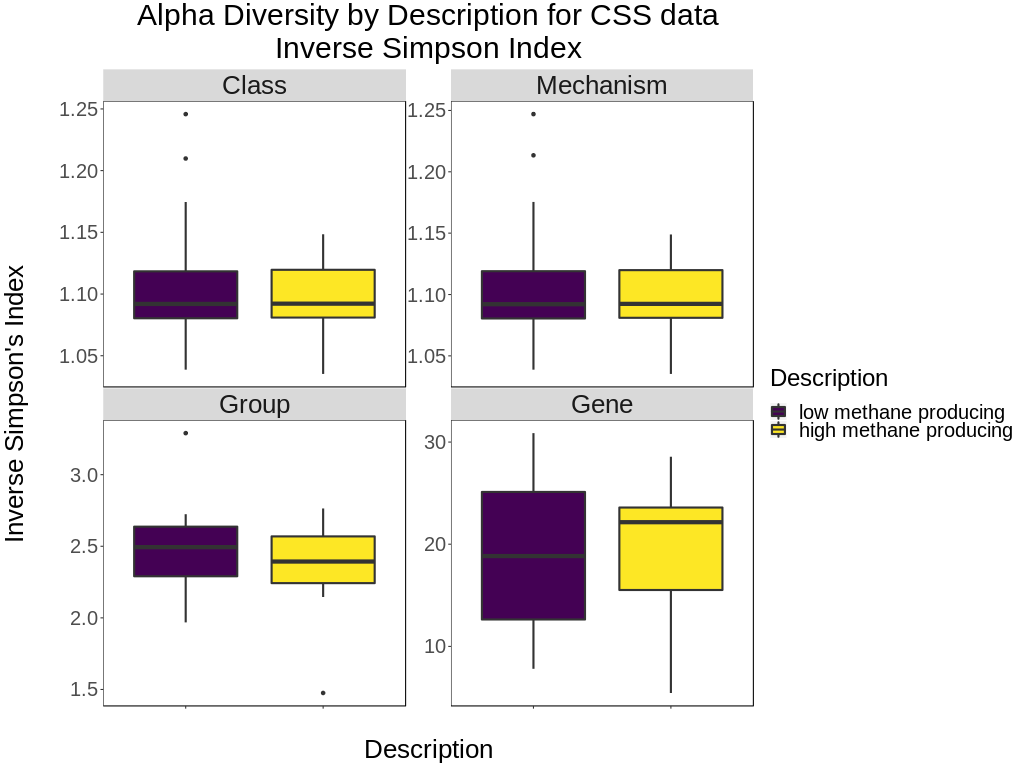 Alpha Diversity by Description for CSS data
Inverse Simpson Index
Class
Mechanism
1.25
1.20
1.15
1.10
1.05
1.25
1.20
1.15
1.10
1.05
Group
Gene
3.0
2.5
2.0
1.5
30
20
10
Inverse Simpson's Index
Description
Description
low methane producing
high methane producing